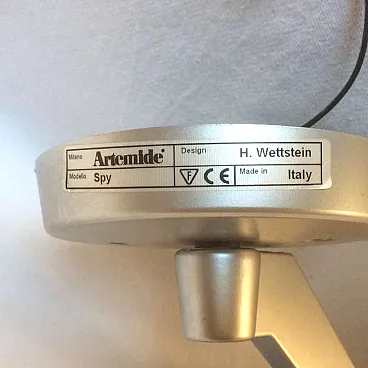 Milano Artemide® Design H. Wettstein
Modello Spy F CE Made in Italy